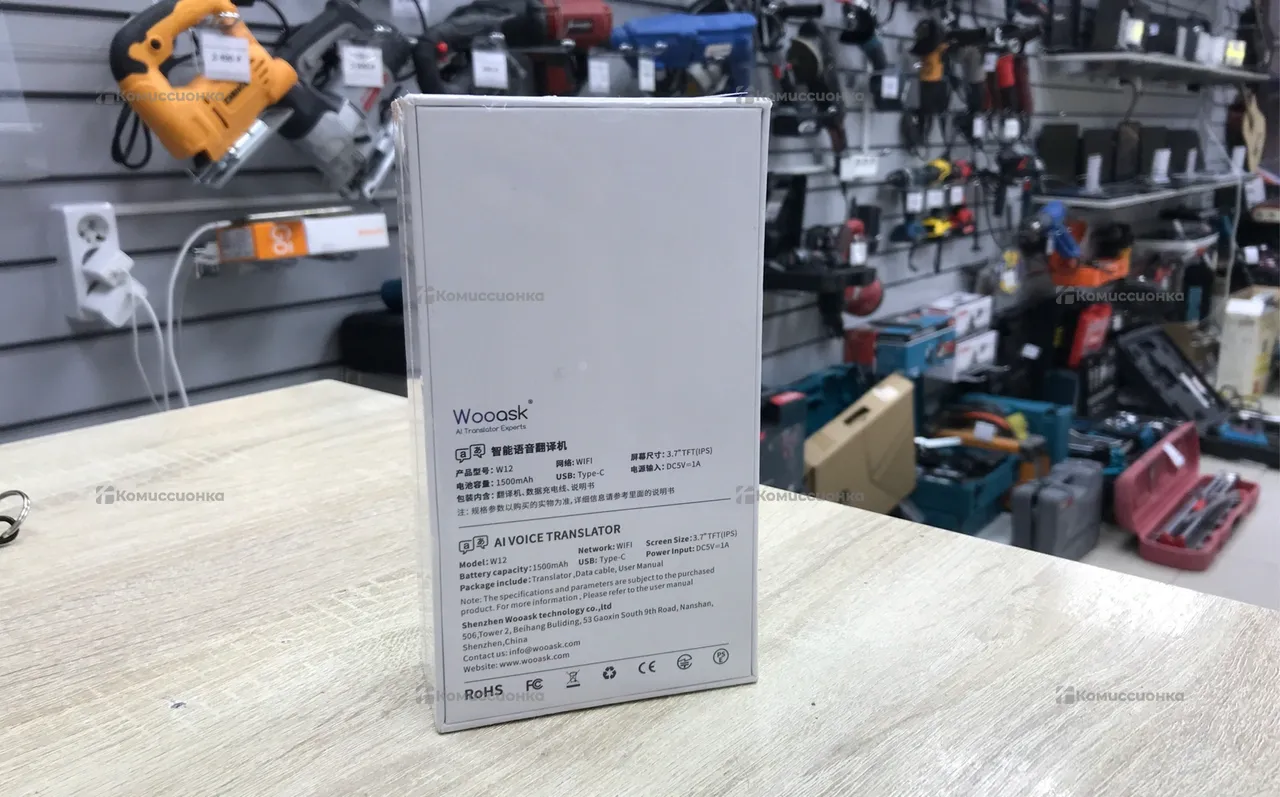 Комиссионка
Комиссионка
Комиссионка
Комиссионка
Wooask®
AI Translator Experts
智能语音翻译机
产品型号: W12 网络: WIFI 屏幕尺寸: 3.7"TFT(IPS)
电池容量: 1500mAh USB: Type-C 电源输入: DC5V=1A
包装内含: 翻译机、数据充电线、说明书
注: 规格参数以购买的实物为准，详细信息请参考里面的说明书
Комиссионка
Комиссионка
AI VOICE TRANSLATOR
Model: W12 Network: WIFI Screen Size: 3.7"TFT(IPS)
Battery capacity: 1500mAh USB: Type-C Power Input: DC5V=1A
Package include: Translator ,Data cable, User Manual
Note: The specifications and parameters are subject to the purchased
product. For more information , Please refer to the user manual
Shenzhen Wooask technology co.,ltd
506,Tower 2, Beihang Buliding, 53 Gaoxin South 9th Road, Nanshan,
Shenzhen,China
Contact us: info@wooask.com
Website: www.wooask.com
RoHS FC CE PS E
Комиссионка
Комиссионка